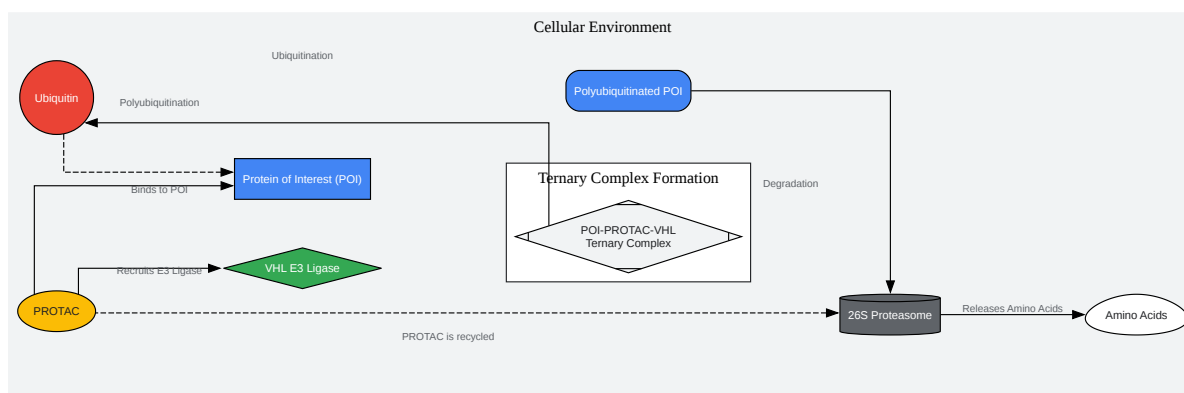 Cellular Environment
Ubiquitination
Ubiquitin
Polyubiquitinated POI
Polyubiquitination
Protein of Interest (POI)
Ternary Complex Formation
Degradation
Binds to POI
POI-PROTAC-VHL
Ternary Complex
Recruits E3 Ligase
VHL E3 Ligase
PROTAC
26S Proteasome
Releases Amino Acids
Amino Acids
PROTAC is recycled